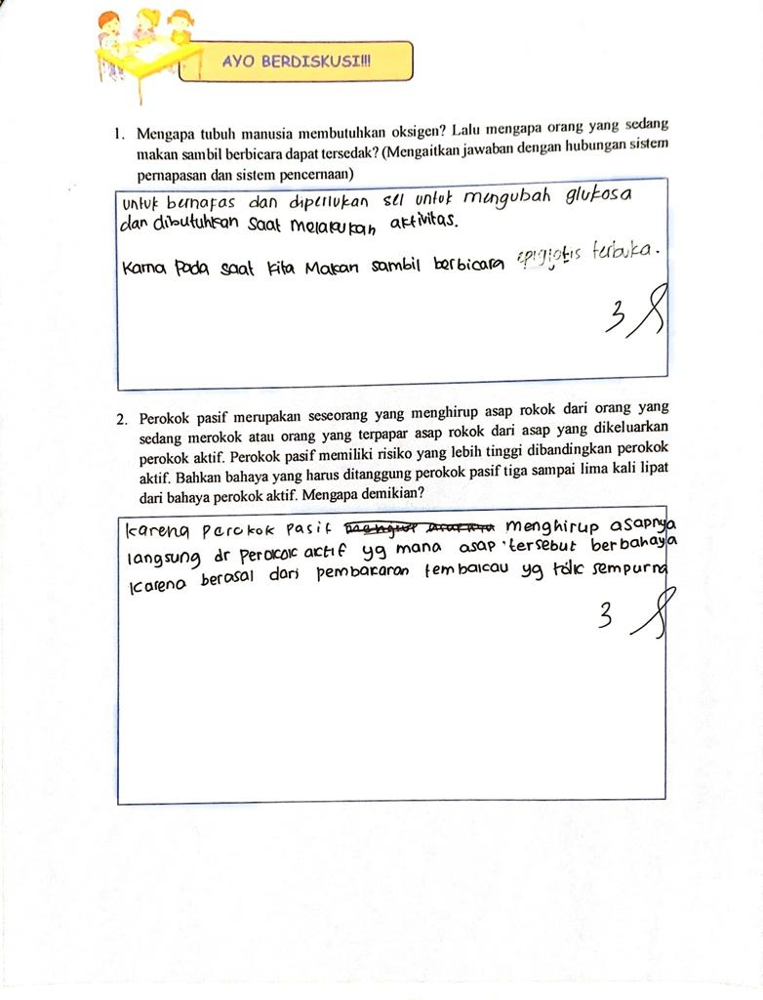 AYO BERDISKUSI!!!
1. Mengapa tubuh manusia membutuhkan oksigen? Lalu mengapa orang yang sedang
makan sambil berbicara dapat tersedak? (Mengaitkan jawaban dengan hubungan sistem
pernapasan dan sistem pencernaan)
untuk bernafas dan diperlukan sel untuk mengubah glukosa
dan dibutuhkan saat melakukan aktivitas.
Karna pada saat kita makan sambil berbicara epiglotis terbuka.
3
2. Perokok pasif merupakan seseorang yang menghirup asap rokok dari orang yang
sedang merokok atau orang yang terpapar asap rokok dari asap yang dikeluarkan
perokok aktif. Perokok pasif memiliki risiko yang lebih tinggi dibandingkan perokok
aktif. Bahkan bahaya yang harus ditanggung perokok pasif tiga sampai lima kali lipat
dari bahaya perokok aktif. Mengapa demikian?
karena perokok pasif menghirup asapnya
langsung dr perokok aktif yg mana asap tersebut berbahaya
karena berasal dari pembakaran tembakau yg tdk sempurna
3